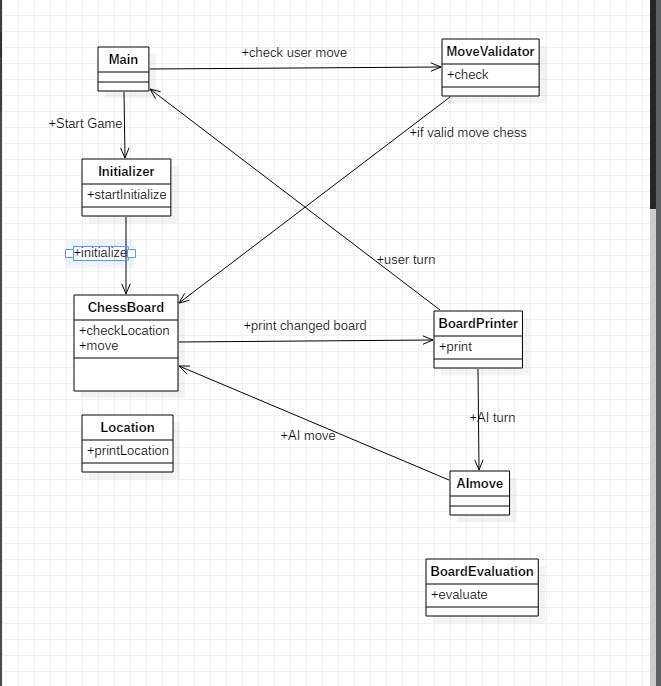 Main
+check user move
MoveValidator
+check
+Start Game
+if valid move chess
Initializer
+startInitialize
+initialize
+user turn
ChessBoard
+checkLocation
+move
+print changed board
BoardPrinter
+print
Location
+printLocation
+AI move
+AI turn
AImove
BoardEvaluation
+evaluate